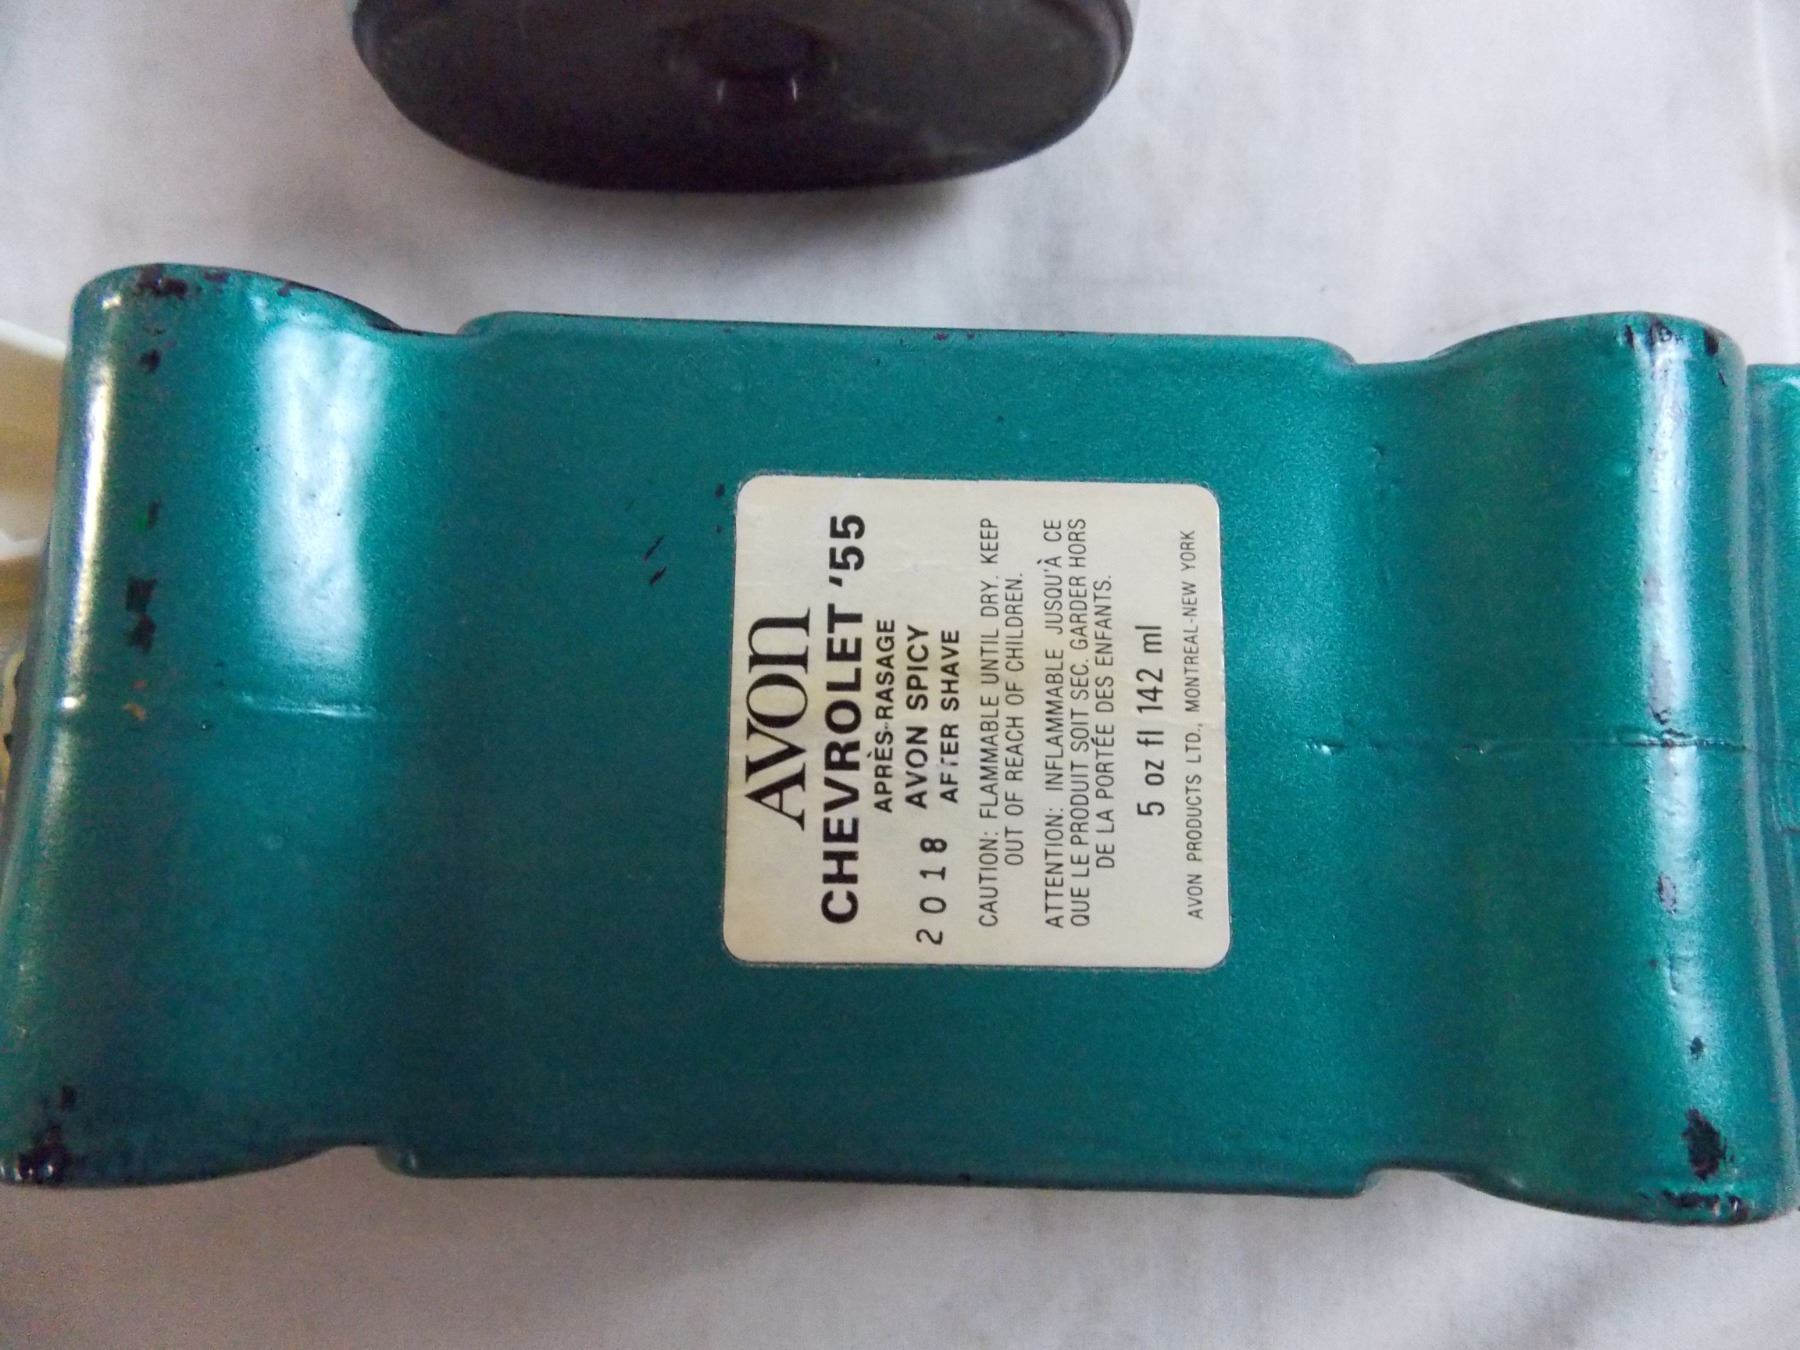 AVON
CHEVROLET '55
APRÈS-RASAGE
2018 AVON SPICY
AFTER SHAVE
CAUTION: FLAMMABLE UNTIL DRY. KEEP
OUT OF REACH OF CHILDREN.
ATTENTION: INFLAMMABLE JUSQU'À CE
QUE LE PRODUIT SOIT SEC. GARDER HORS
DE LA PORTÉE DES ENFANTS.
5 oz fl 142 ml
AVON PRODUCTS LTD., MONTREAL-NEW YORK